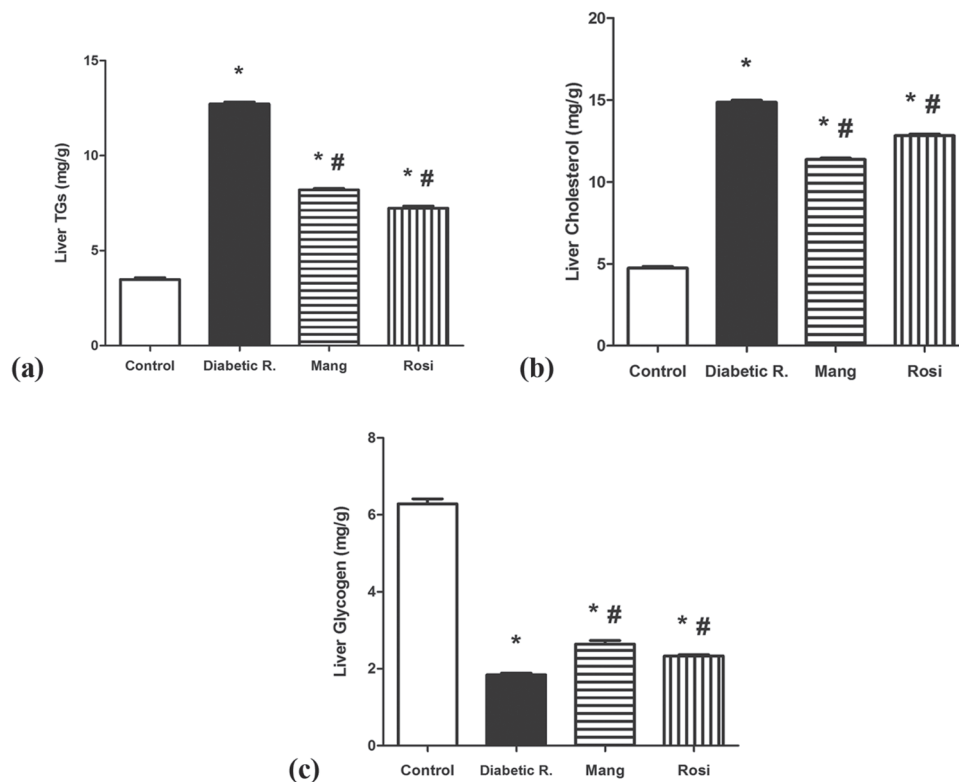 Liver TGs (mg/g)
15
10
5
0
*
* #
* #
Control Diabetic R. Mang Rosi
(a)
Liver Cholesterol (mg/g)
20
15
10
5
0
*
* #
* #
Control Diabetic R. Mang Rosi
(b)
Liver Glycogen (mg/g)
8
6
4
2
0
*
* #
* #
Control Diabetic R. Mang Rosi
(c)